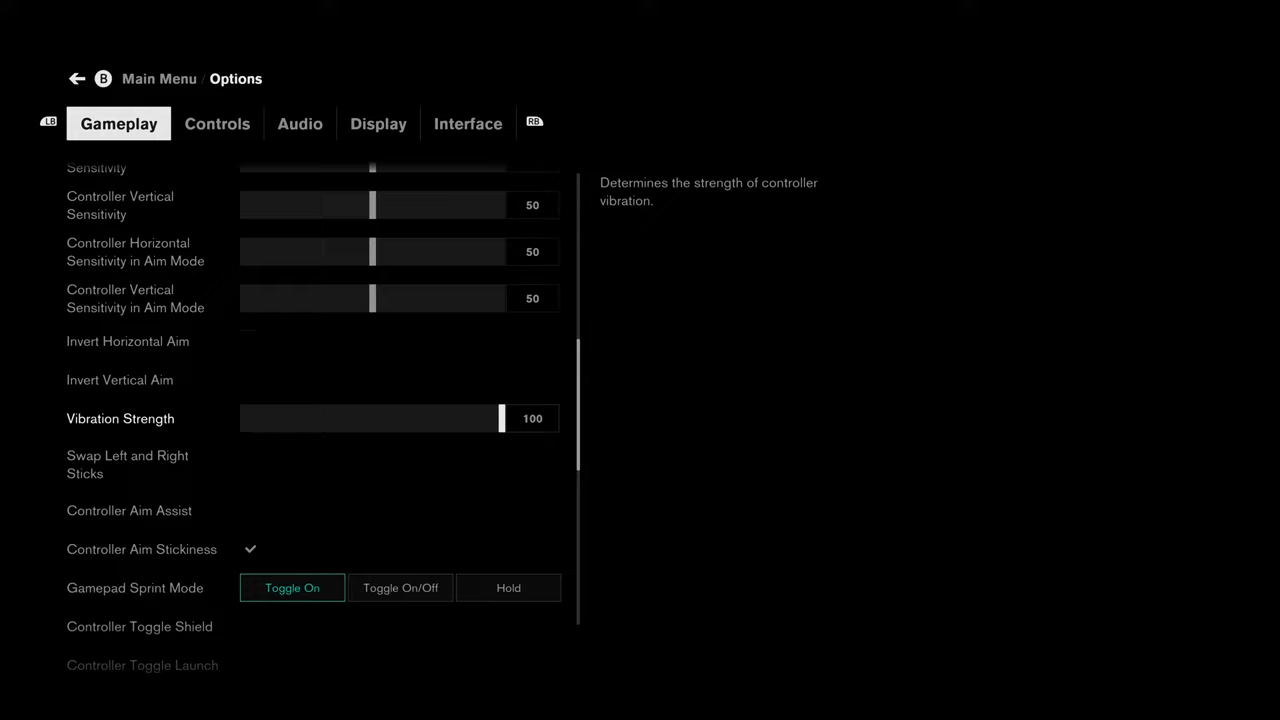 B Main Menu / Options
LB Gameplay Controls Audio Display Interface RB
Sensitivity
Controller Vertical
Sensitivity
50
Controller Horizontal
Sensitivity in Aim Mode
50
Controller Vertical
Sensitivity in Aim Mode
50
Invert Horizontal Aim
Invert Vertical Aim
Vibration Strength
100
Swap Left and Right
Sticks
Controller Aim Assist
Controller Aim Stickiness
Gamepad Sprint Mode
Toggle On Toggle On/Off Hold
Controller Toggle Shield
Controller Toggle Launch
Determines the strength of controller
vibration.